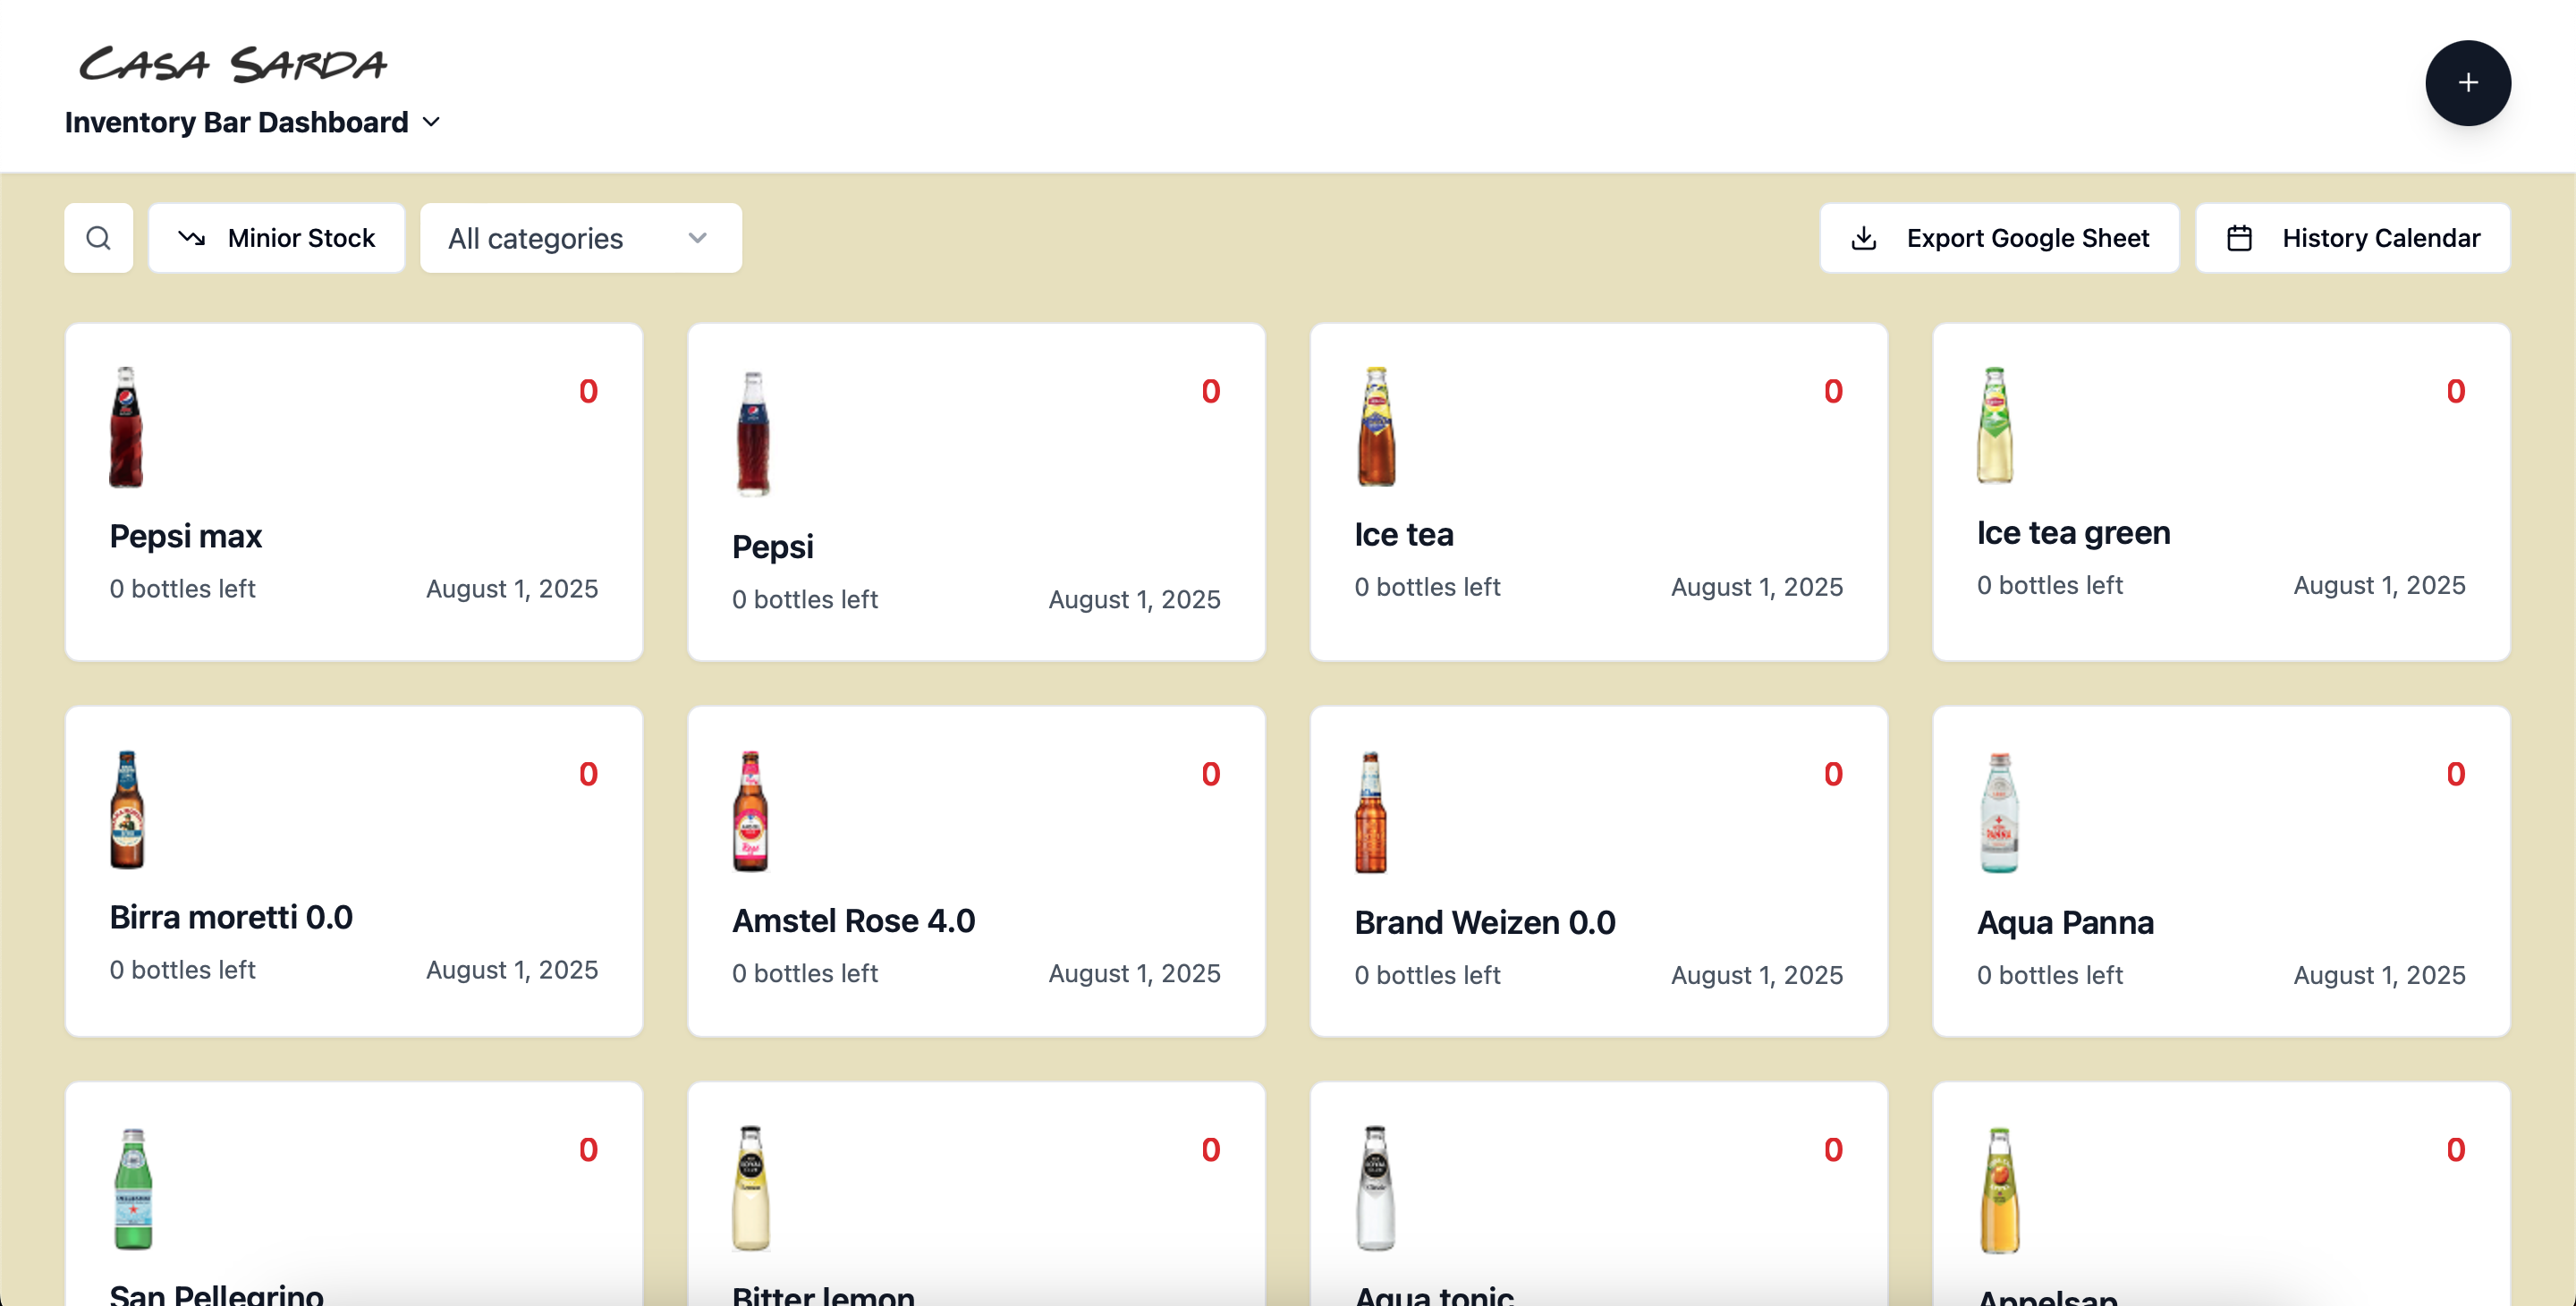 CASA SARDA
Inventory Bar Dashboard
+
Minior Stock
All categories
Export Google Sheet
History Calendar
0
Pepsi max
0 bottles left August 1, 2025
0
Pepsi
0 bottles left August 1, 2025
0
Ice tea
0 bottles left August 1, 2025
0
Ice tea green
0 bottles left August 1, 2025
0
Birra moretti 0.0
0 bottles left August 1, 2025
0
Amstel Rose 4.0
0 bottles left August 1, 2025
0
Brand Weizen 0.0
0 bottles left August 1, 2025
0
PANNA
Aqua Panna
0 bottles left August 1, 2025
0
San Pellegrino
0
Bitter lemon
0
Aqua tonic
0
Appelsap